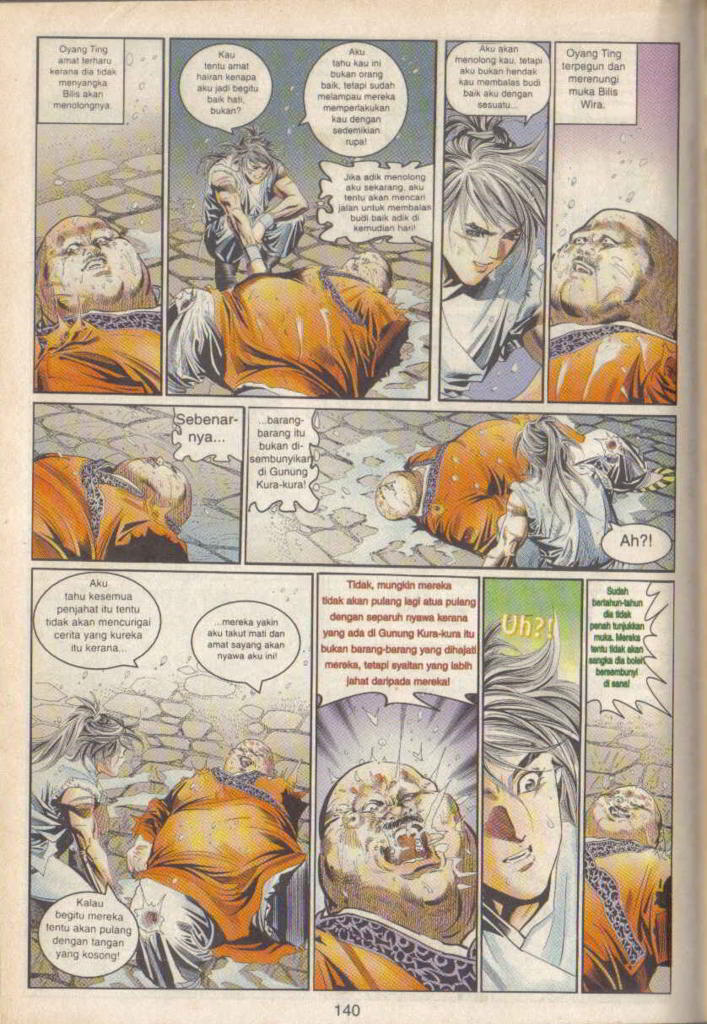 Oyang Ting
amat terharu
kerana dia tidak
menyangka
Bilis akan
menolongnya.
Kau
tentu amat
hairan kenapa
aku jadi begitu
baik hati,
bukan?
Aku
tahu kau ini
bukan orang
baik, tetapi sudah
melampau mereka
memperlakukan
kau dengan
sedemikian
rupa!
Jika adik menolong
aku sekarang, aku
tentu akan mencari
jalan untuk membalas
budi baik adik di
kemudian hari!
Aku akan
menolong kau, tetapi
aku bukan hendak
kau membalas budi
baik aku dengan
sesuatu...
Oyang Ting
terpegun dan
merenungi
muka Bilis
Wira.
Sebenar-
nya...
...barang-
barang itu
bukan di-
sembunyikan
di Gunung
Kura-kura!
Ah?!
Aku
tahu kesemua
penjahat itu tentu
tidak akan mencurigai
cerita yang kureka
itu kerana...
...mereka yakin
aku takut mati dan
amat sayang akan
nyawa aku ini!
Kalau
begitu mereka
tentu akan pulang
dengan tangan
yang kosong!
Tidak, mungkin mereka
tidak akan pulang lagi atua pulang
dengan separuh nyawa kerana
yang ada di Gunung Kura-kura itu
bukan barang-barang yang dihajati
mereka, tetapi syaitan yang labih
jahat daripada mereka!
Uh?!
Sudah
bertahun-tahun
dia tidak
penah tunjukkan
muka. Mereka
tentu tidak akan
sangka dia boleh
bersembunyi
di sana!
140